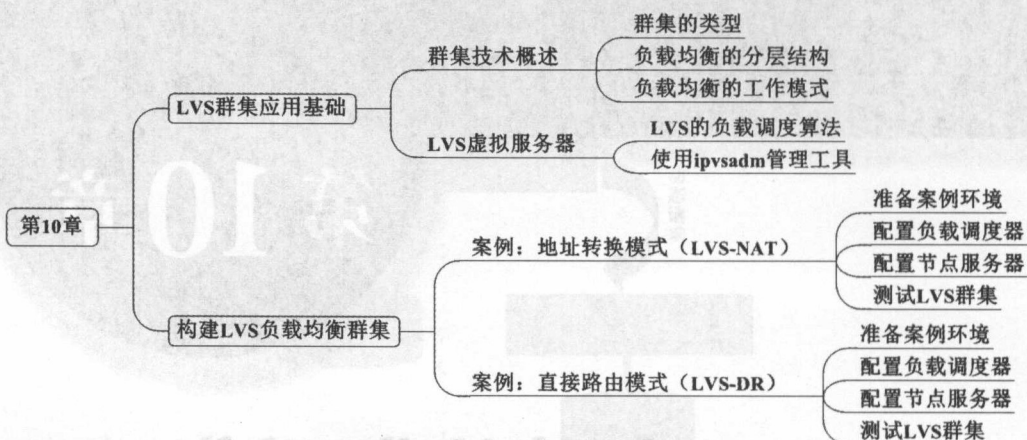 第10章
LVS群集应用基础
群集技术概述
群集的类型
负载均衡的分层结构
负载均衡的工作模式
LVS虚拟服务器
LVS的负载调度算法
使用ipvsadm管理工具
构建LVS负载均衡群集
案例：地址转换模式（LVS-NAT）
准备案例环境
配置负载调度器
配置节点服务器
测试LVS群集
案例：直接路由模式（LVS-DR）
准备案例环境
配置负载调度器
配置节点服务器
测试LVS群集